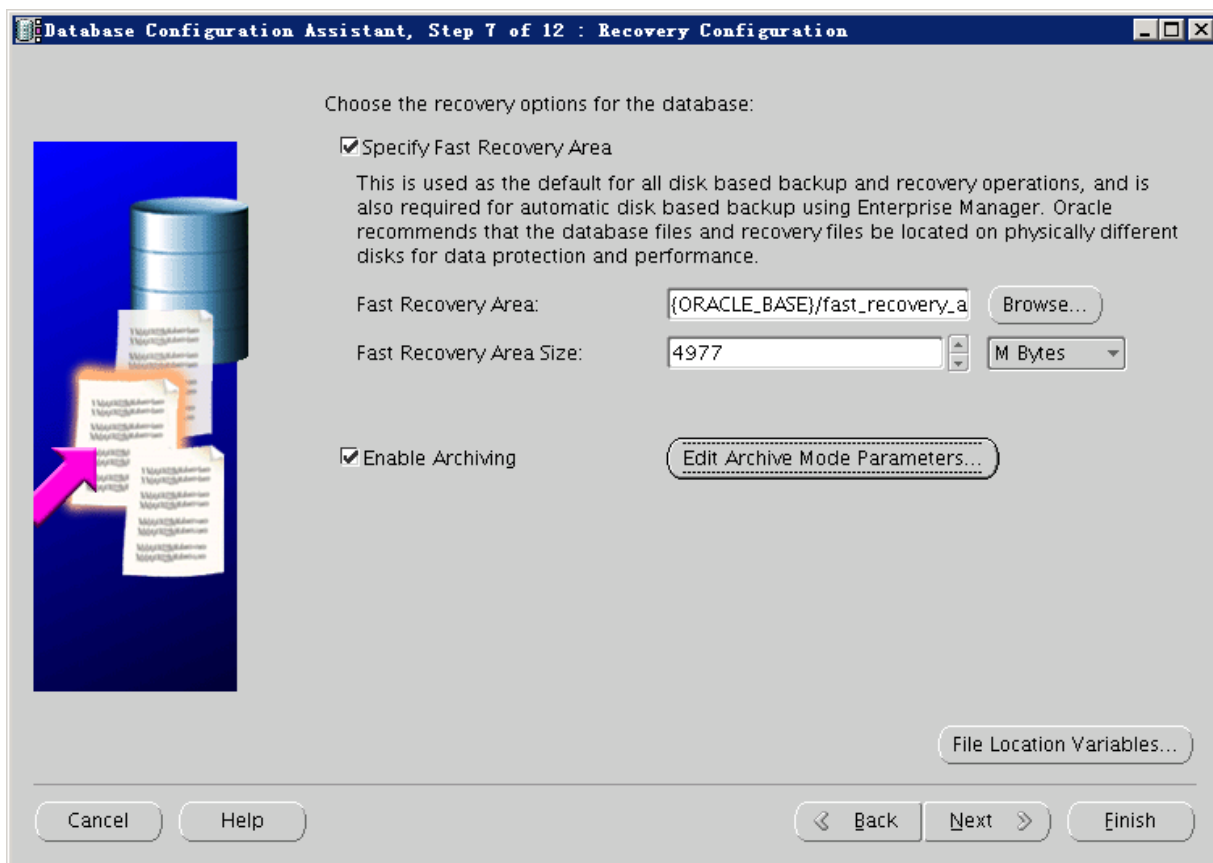 Database Configuration Assistant, Step 7 of 12 : Recovery Configuration
Choose the recovery options for the database:
Specify Fast Recovery Area
This is used as the default for all disk based backup and recovery operations, and is
also required for automatic disk based backup using Enterprise Manager. Oracle
recommends that the database files and recovery files be located on physically different
disks for data protection and performance.
Fast Recovery Area: {ORACLE_BASE}/fast_recovery_a Browse...
Fast Recovery Area Size: 4977 M Bytes
Enable Archiving Edit Archive Mode Parameters...
File Location Variables...
Cancel Help Back Next Finish